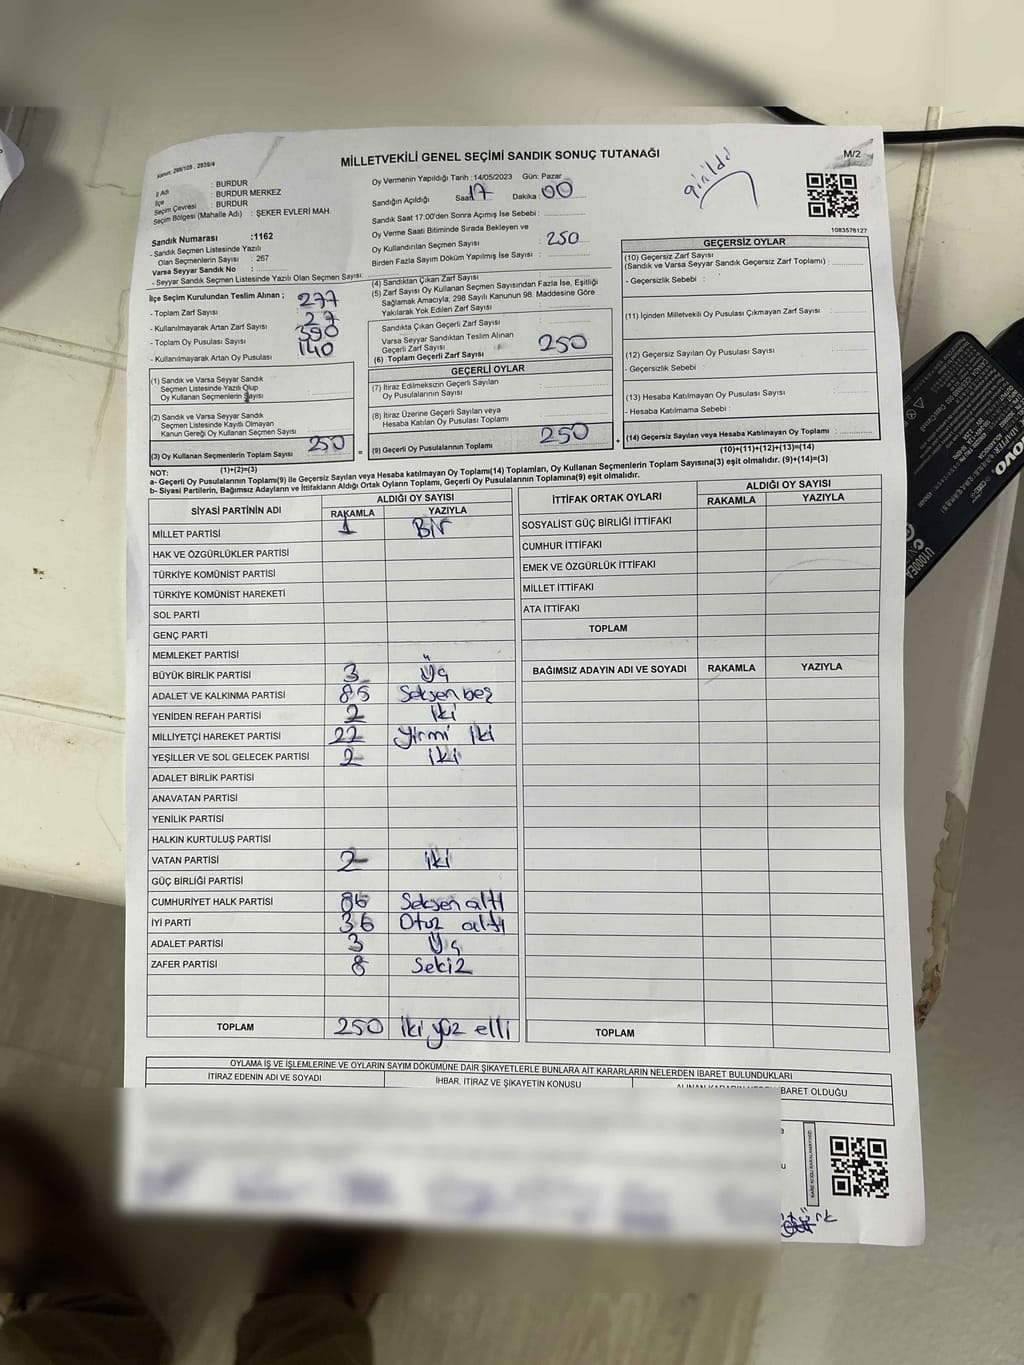 Kanun: 298/105 , 2839/4
MİLLETVEKİLİ GENEL SEÇİMİ SANDIK SONUÇ TUTANAĞI
M/2
girildi
İl Adı : BURDUR
İlçe : BURDUR MERKEZ
Seçim Çevresi : BURDUR
Seçim Bölgesi (Mahalle Adı) : ŞEKER EVLERİ MAH.
Sandık Numarası :1162
- Sandık Seçmen Listesinde Yazılı
Olan Seçmenlerin Sayısı : 267
Varsa Seyyar Sandık No :
- Seyyar Sandık Seçmen Listesinde Yazılı Olan Seçmen Sayısı:
İlçe Seçim Kurulundan Teslim Alınan ;
- Toplam Zarf Sayısı 277
- Kullanılmayarak Artan Zarf Sayısı 27
- Toplam Oy Pusulası Sayısı 390
- Kullanılmayarak Artan Oy Pusulası 140
(1) Sandık ve Varsa Seyyar Sandık
Seçmen Listesinde Yazılı Olup
Oy Kullanan Seçmenlerin Sayısı
(2) Sandık ve Varsa Seyyar Sandık
Seçmen Listesinde Kayıtlı Olmayan
Kanun Gereği Oy Kullanan Seçmen Sayısı
(3) Oy Kullanan Seçmenlerin Toplam Sayısı 250
(1)+(2)=(3)
Oy Vermenin Yapıldığı Tarih : 14/05/2023 Gün: Pazar
Sandığın Açıldığı Saat 17 Dakika : 00
Sandık Saat 17:00'den Sonra Açılmış İse Sebebi :
Oy Verme Saati Bitiminde Sırada Bekleyen ve
Oy Kullandırılan Seçmen Sayısı : 250
Birden Fazla Sayım Döküm Yapılmış İse Sayısı :
(4) Sandıktan Çıkan Zarf Sayısı
(5) Zarf Sayısı Oy Kullanan Seçmen Sayısından Fazla İse, Eşitliği
Sağlamak Amacıyla; 298 Sayılı Kanunun 98. Maddesine Göre
Yakılarak Yok Edilen Zarf Sayısı :
Sandıkta Çıkan Geçerli Zarf Sayısı
Varsa Seyyar Sandıktan Teslim Alınan
Geçerli Zarf Sayısı
(6) Toplam Geçerli Zarf Sayısı 250
GEÇERLİ OYLAR
(7) İtiraz Edilmeksizin Geçerli Sayılan
Oy Pusulalarının Sayısı
(8) İtiraz Üzerine Geçerli Sayılan veya
Hesaba Katılan Oy Pusulası Toplamı
= (9) Geçerli Oy Pusulalarının Toplamı 250
1083578127
GEÇERSİZ OYLAR
(10) Geçersiz Zarf Sayısı
(Sandık ve Varsa Seyyar Sandık Geçersiz Zarf Toplamı) :
- Geçersizlik Sebebi :
(11) İçinden Milletvekili Oy Pusulası Çıkmayan Zarf Sayısı :
(12) Geçersiz Sayılan Oy Pusulası Sayısı :
- Geçersizlik Sebebi :
(13) Hesaba Katılmayan Oy Pusulası Sayısı :
- Hesaba Katılmama Sebebi :
+ (14) Geçersiz Sayılan veya Hesaba Katılmayan Oy Toplamı :
(10)+(11)+(12)+(13)=(14)
NOT:
a- Geçerli Oy Pusulalarının Toplamı(9) ile Geçersiz Sayılan veya Hesaba katılmayan Oy Toplamı(14) Toplamları, Oy Kullanan Seçmenlerin Toplam Sayısına(3) eşit olmalıdır. (9)+(14)=(3)
b- Siyasi Partilerin, Bağımsız Adayların ve İttifakların Aldığı Ortak Oyların Toplamı, Geçerli Oy Pusulalarının Toplamına(9) eşit olmalıdır.
SİYASİ PARTİNİN ADI ALDIĞI OY SAYISI
RAKAMLA YAZIYLA
MİLLET PARTİSİ 1 Bir
HAK VE ÖZGÜRLÜKLER PARTİSİ
TÜRKİYE KOMÜNİST PARTİSİ
TÜRKİYE KOMÜNİST HAREKETİ
SOL PARTİ
GENÇ PARTİ
MEMLEKET PARTİSİ
BÜYÜK BİRLİK PARTİSİ 3 Üç
ADALET VE KALKINMA PARTİSİ 85 Seksen beş
YENİDEN REFAH PARTİSİ 2 iki
MİLLİYETÇİ HAREKET PARTİSİ 22 Yirmi iki
YEŞİLLER VE SOL GELECEK PARTİSİ 2 iki
ADALET BİRLİK PARTİSİ
ANAVATAN PARTİSİ
YENİLİK PARTİSİ
HALKIN KURTULUŞ PARTİSİ
VATAN PARTİSİ 2 iki
GÜÇ BİRLİĞİ PARTİSİ
CUMHURİYET HALK PARTİSİ 86 Seksen altı
İYİ PARTİ 36 Otuz altı
ADALET PARTİSİ 3 Üç
ZAFER PARTİSİ 8 Sekiz
TOPLAM 250 iki yüz elli
İTTİFAK ORTAK OYLARI ALDIĞI OY SAYISI
RAKAMLA YAZIYLA
SOSYALİST GÜÇ BİRLİĞİ İTTİFAKI
CUMHUR İTTİFAKI
EMEK VE ÖZGÜRLÜK İTTİFAKI
MİLLET İTTİFAKI
ATA İTTİFAKI
TOPLAM
BAĞIMSIZ ADAYIN ADI VE SOYADI RAKAMLA YAZIYLA
TOPLAM
OYLAMA İŞ VE İŞLEMLERİNE VE OYLARIN SAYIM DÖKÜMÜNE DAİR ŞİKAYETLERLE BUNLARA AİT KARARLARIN NELERDEN İBARET BULUNDUKLARI
İTİRAZ EDENİN ADI VE SOYADI İHBAR, İTİRAZ VE ŞİKAYETİN KONUSU
İBARET OLDUĞU
U1000EA